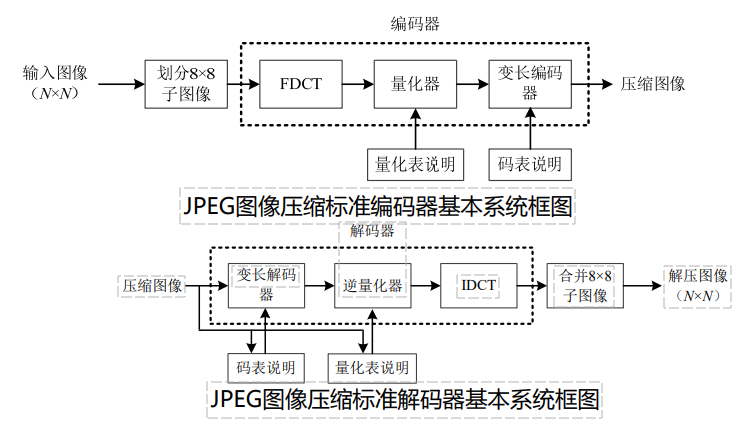 编码器
输入图像
（N×N）
划分8×8
子图像
FDCT
量化器
变长编码
器
压缩图像
量化表说明
码表说明
JPEG图像压缩标准编码器基本系统框图
解码器
压缩图像
变长解码
器
逆量化器
IDCT
合并8×8
子图像
解压图像
（N×N）
码表说明
量化表说明
JPEG图像压缩标准解码器基本系统框图